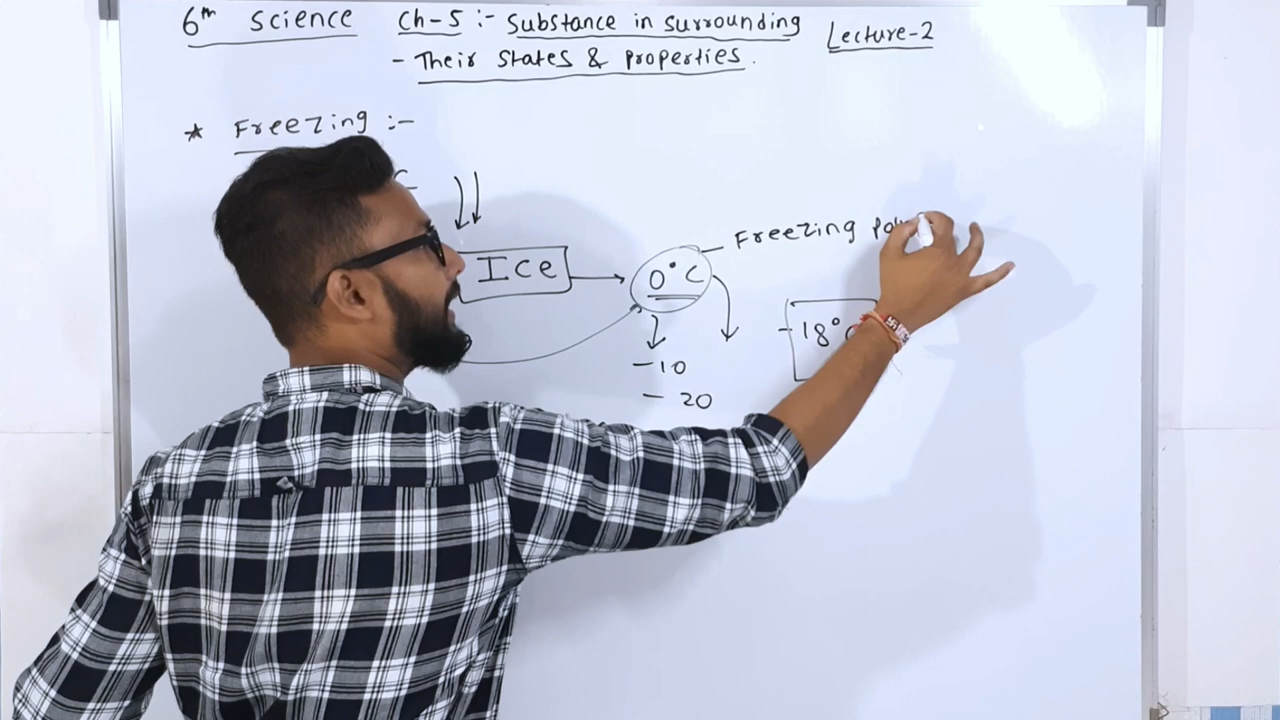 6th Science Ch-5 :- Substance in surrounding Lecture-2
- Their states & properties.
* Freezing :-
C
Ice 0°C Freezing
-18°C
-10
- 20